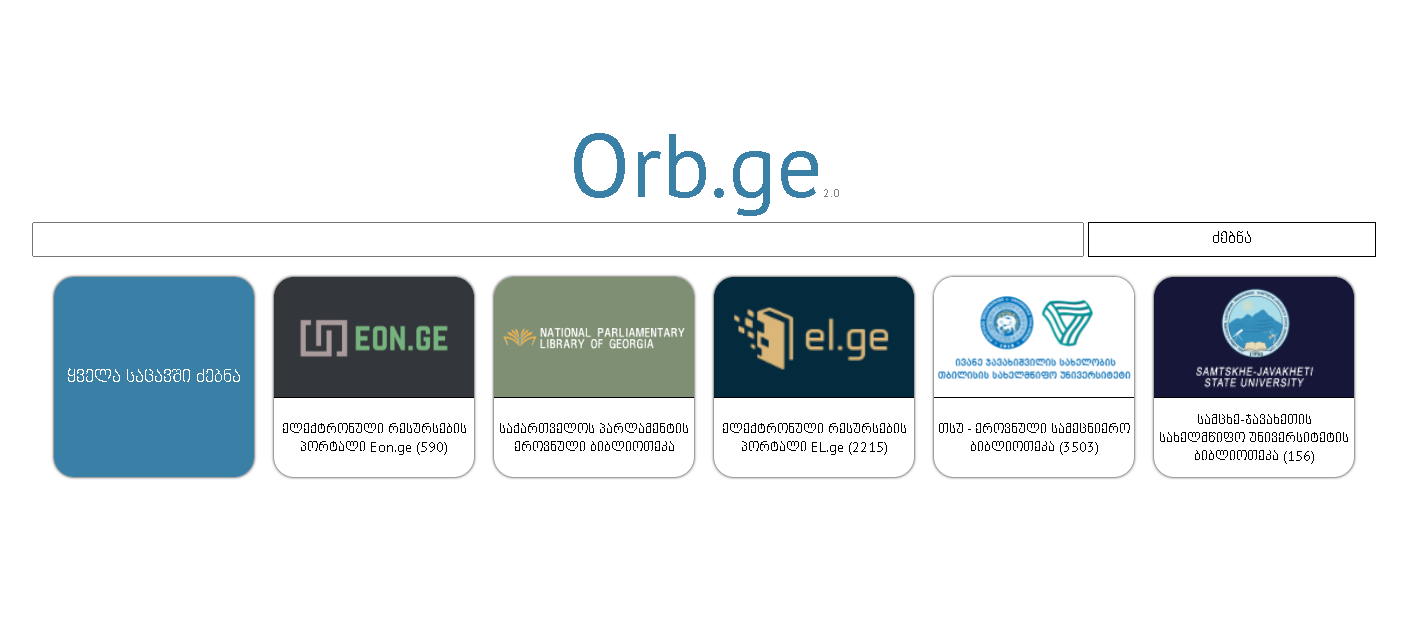 Orb.ge 2.0
ძებნა
ყველა საცავში ძებნა
EON.GE
ელექტრონული რესურსების
პორტალი Eon.ge (590)
NATIONAL PARLIAMENTARY
LIBRARY OF GEORGIA
საქართველოს პარლამენტის
ეროვნული ბიბლიოთეკა
el.ge
ელექტრონული რესურსების
პორტალი EL.ge (2215)
ივანე ჯავახიშვილის სახელობის
თბილისის სახელმწიფო უნივერსიტეტი
თსუ - ეროვნული სამეცნიერო
ბიბლიოთეკა (3503)
SAMTSKHE-JAVAKHETI
STATE UNIVERSITY
სამცხე-ჯავახეთის
სახელმწიფო უნივერსიტეტის
ბიბლიოთეკა (156)